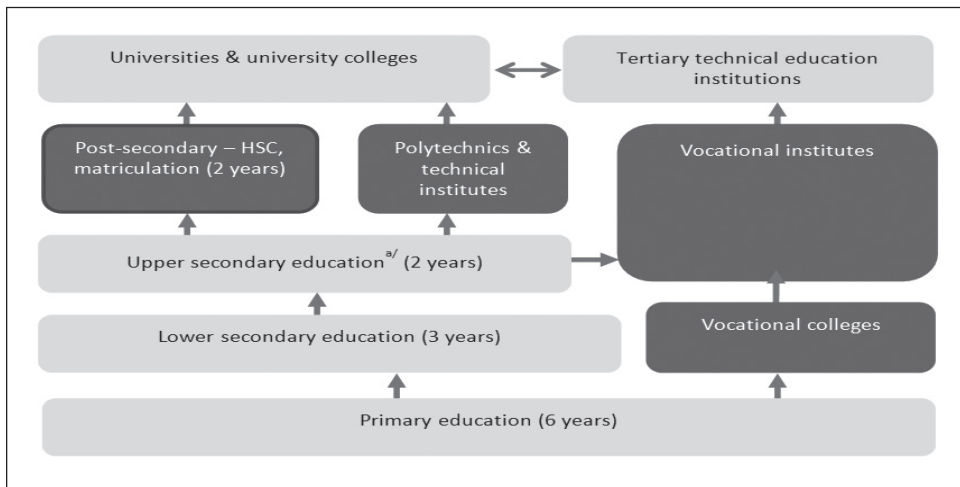 Universities & university colleges
Tertiary technical education
institutions
Post-secondary – HSC,
matriculation (2 years)
Polytechnics &
technical
institutes
Vocational institutes
Upper secondary education a/ (2 years)
Lower secondary education (3 years)
Vocational colleges
Primary education (6 years)